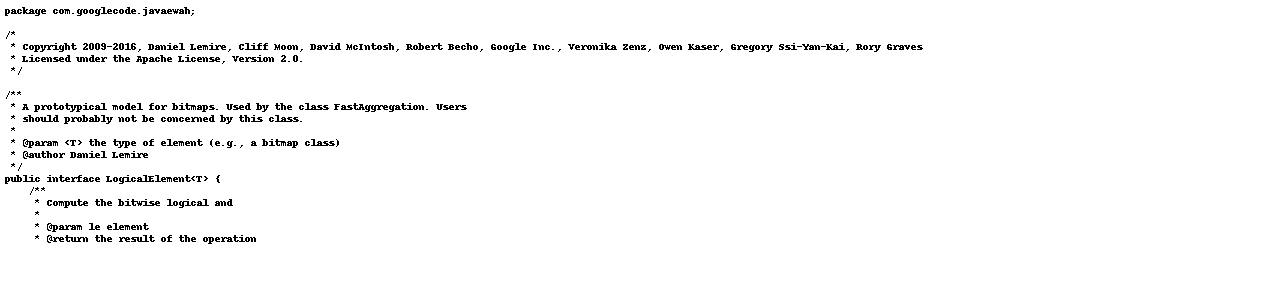 package com.googlecode.javaewah;

/*
 * Copyright 2009-2016, Daniel Lemire, Cliff Moon, David McIntosh, Robert Becho, Google Inc., Veronika Zenz, Owen Kaser, Gregory Ssi-Yan-Kai, Rory Graves
 * Licensed under the Apache License, Version 2.0.
 */

/**
 * A prototypical model for bitmaps. Used by the class FastAggregation. Users
 * should probably not be concerned by this class.
 *
 * @param <T> the type of element (e.g., a bitmap class)
 * @author Daniel Lemire
 */
public interface LogicalElement<T> {
    /**
     * Compute the bitwise logical and
     *
     * @param le element
     * @return the result of the operation